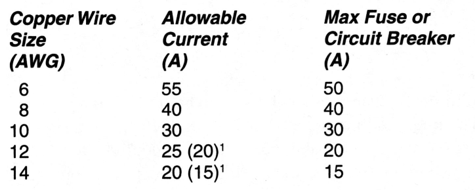 Copper Wire Allowable Max Fuse or
Size Current Circuit Breaker
(AWG) (A) (A)
6 55 50
8 40 40
10 30 30
12 25 (20)¹ 20
14 20 (15)¹ 15